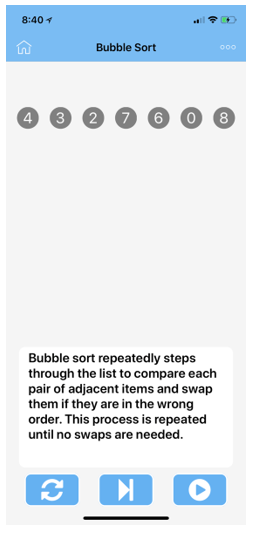 8:40
Bubble Sort
4 3 2 7 6 0 8
Bubble sort repeatedly steps
through the list to compare each
pair of adjacent items and swap
them if they are in the wrong
order. This process is repeated
until no swaps are needed.